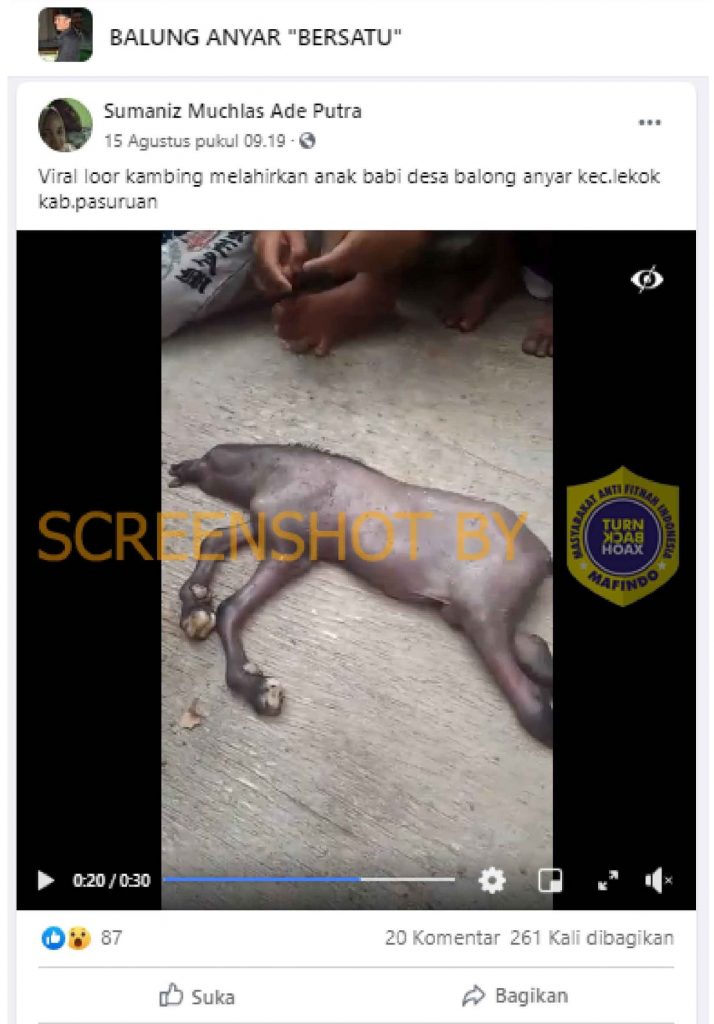 BALUNG ANYAR "BERSATU"
Sumaniz Muchlas Ade Putra
15 Agustus pukul 09.19 ·
Viral loor kambing melahirkan anak babi desa balong anyar kec.lekok
kab.pasuruan
SCREENSHOT BY
MASYARAKAT ANTI FITNAH INDONESIA
TURN
BACK
HOAX
MAFINDO
0:20 / 0:30
87
20 Komentar 261 Kali dibagikan
Suka
Bagikan